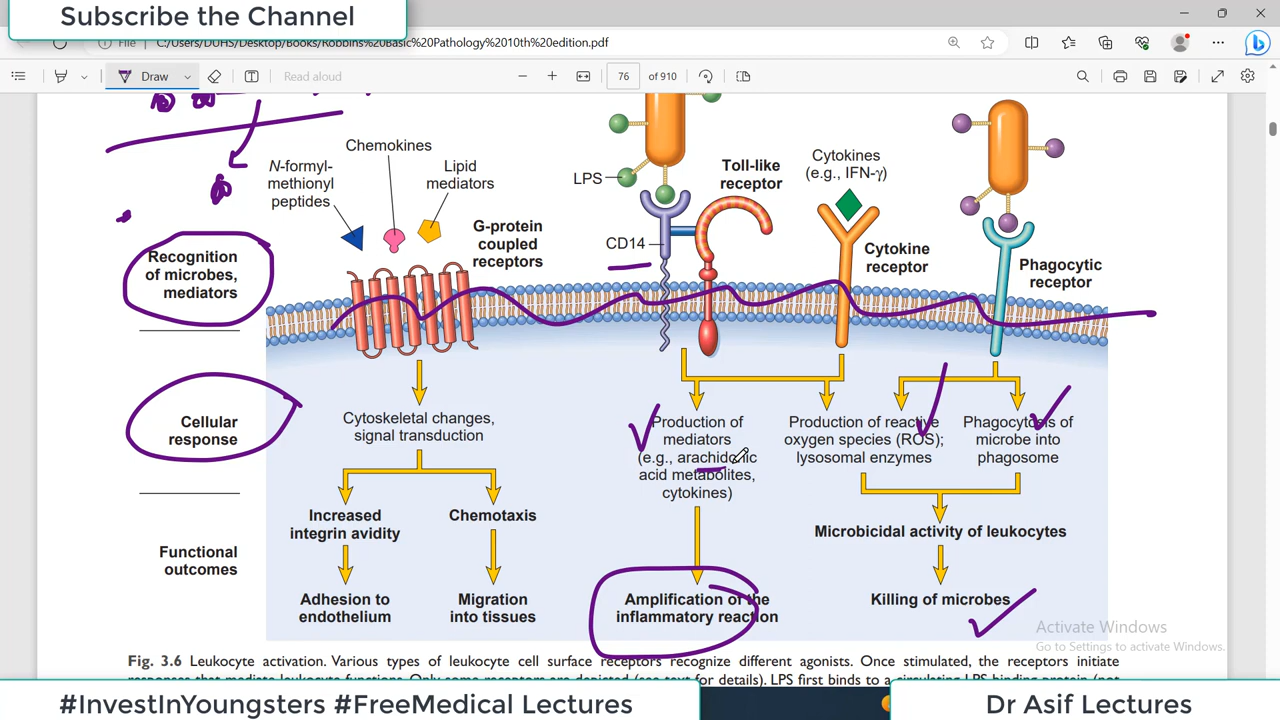 Subscribe the Channel
File
C:/Users/DUHS/Desktop/Books/Robbins%20Basic%20Pathology%2010th%20edition.pdf
Draw
Read aloud
76
of 910
Chemokines
N-formyl-
methionyl
peptides
Lipid
mediators
G-protein
coupled
receptors
LPS
CD14
Toll-like
receptor
Cytokines
(e.g., IFN-γ)
Cytokine
receptor
Phagocytic
receptor
Recognition
of microbes,
mediators
Cellular
response
Cytoskeletal changes,
signal transduction
Production of
mediators
(e.g., arachidonic
acid metabolites,
cytokines)
Production of reactive
oxygen species (ROS);
lysosomal enzymes
Phagocytosis of
microbe into
phagosome
Functional
outcomes
Increased
integrin avidity
Chemotaxis
Microbicidal activity of leukocytes
Adhesion to
endothelium
Migration
into tissues
Amplification of the
inflammatory reaction
Killing of microbes
Activate Windows
Go to Settings to activate Windows.
Fig. 3.6 Leukocyte activation. Various types of leukocyte cell surface receptors recognize different agonists. Once stimulated, the receptors initiate
responses that mediate leukocyte functions. Only some receptors are depicted (see text for details). LPS first binds to a circulating LPS-binding protein (not
#InvestInYoungsters #FreeMedical Lectures
Dr Asif Lectures